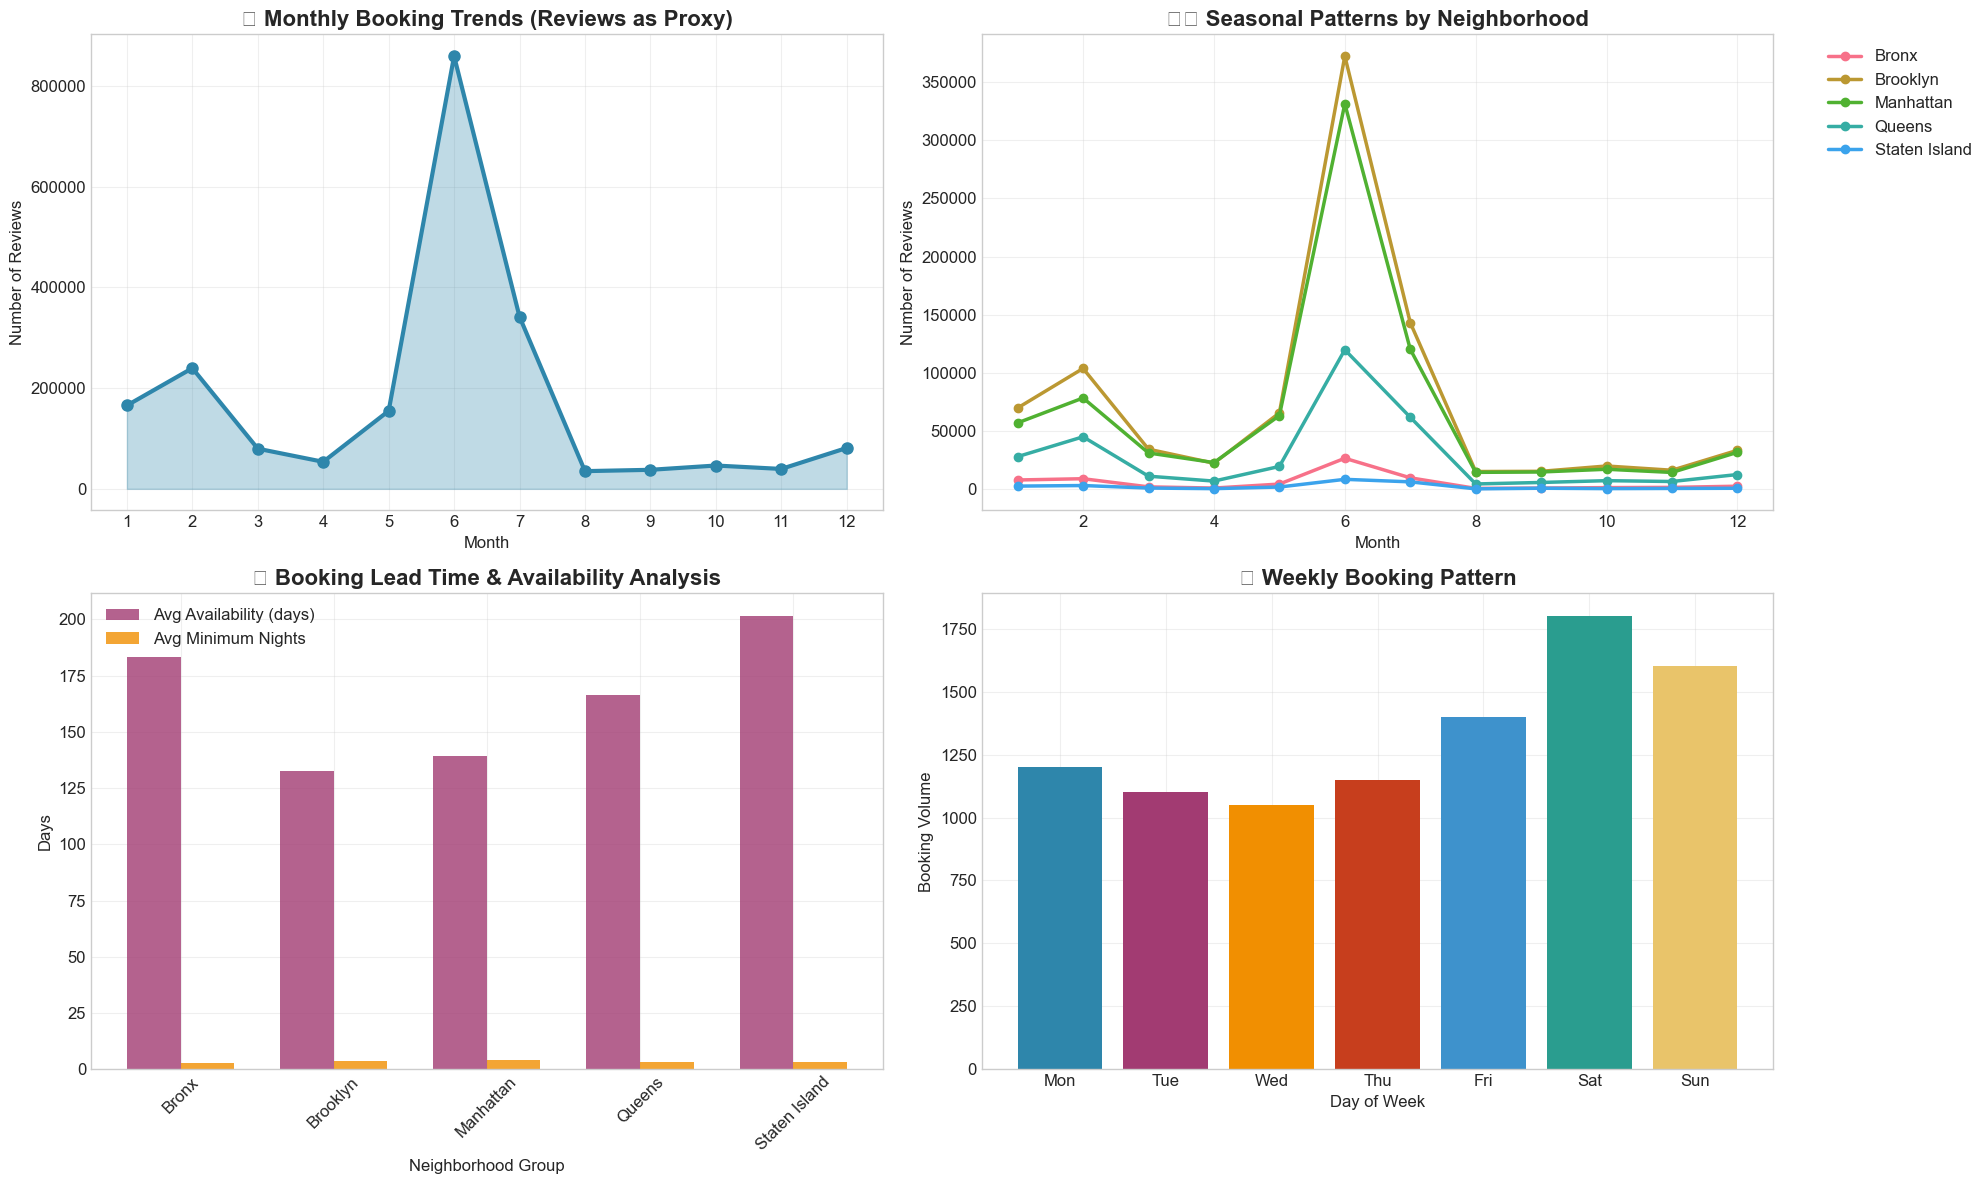 Monthly Booking Trends (Reviews as Proxy)
Number of Reviews
800000
600000
400000
200000
0
1 2 3 4 5 6 7 8 9 10 11 12
Month
Seasonal Patterns by Neighborhood
Number of Reviews
350000
300000
250000
200000
150000
100000
50000
0
2 4 6 8 10 12
Month
Bronx
Brooklyn
Manhattan
Queens
Staten Island
Booking Lead Time & Availability Analysis
Avg Availability (days)
Avg Minimum Nights
Days
200
175
150
125
100
75
50
25
0
Bronx Brooklyn Manhattan Queens Staten Island
Neighborhood Group
Weekly Booking Pattern
Booking Volume
1750
1500
1250
1000
750
500
250
0
Mon Tue Wed Thu Fri Sat Sun
Day of Week